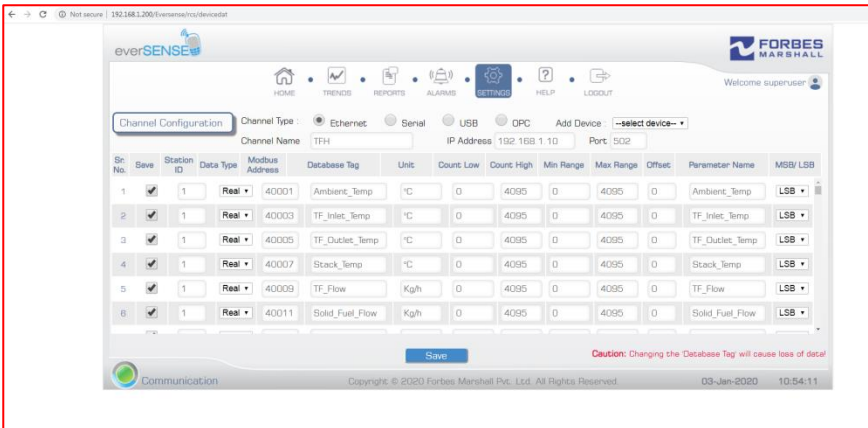 Not secure | 192.168.1.200/Eversense/rcs/devicedat
everSENSE
FORBES MARSHALL
HOME TRENDS REPORTS ALARMS SETTINGS HELP LOGOUT
Welcome superuser
Channel Configuration Channel Type : Ethernet Serial USB OPC Add Device : --select device--
Channel Name TFH IP Address 192.168.1.10 Port 502
Sr. No. Save Station ID Data Type Modbus Address Database Tag Unit Count Low Count High Min Range Max Range Offset Parameter Name MSB/ LSB
1 1 Real 40001 Ambient_Temp °C 0 4095 0 4095 0 Ambient_Temp LSB
2 1 Real 40003 TF_Inlet_Temp °C 0 4095 0 4095 0 TF_Inlet_Temp LSB
3 1 Real 40005 TF_Outlet_Temp °C 0 4095 0 4095 0 TF_Outlet_Temp LSB
4 1 Real 40007 Stack_Temp °C 0 4095 0 4095 0 Stack_Temp LSB
5 1 Real 40009 TF_Flow Kg/h 0 4095 0 4095 0 TF_Flow LSB
6 1 Real 40011 Solid_Fuel_Flow Kg/h 0 4095 0 4095 0 Solid_Fuel_Flow LSB
Save
Caution: Changing the 'Database Tag' will cause loss of data!
Communication Copyright © 2020 Forbes Marshall Pvt. Ltd. All Rights Reserved. 03-Jan-2020 10:54:11